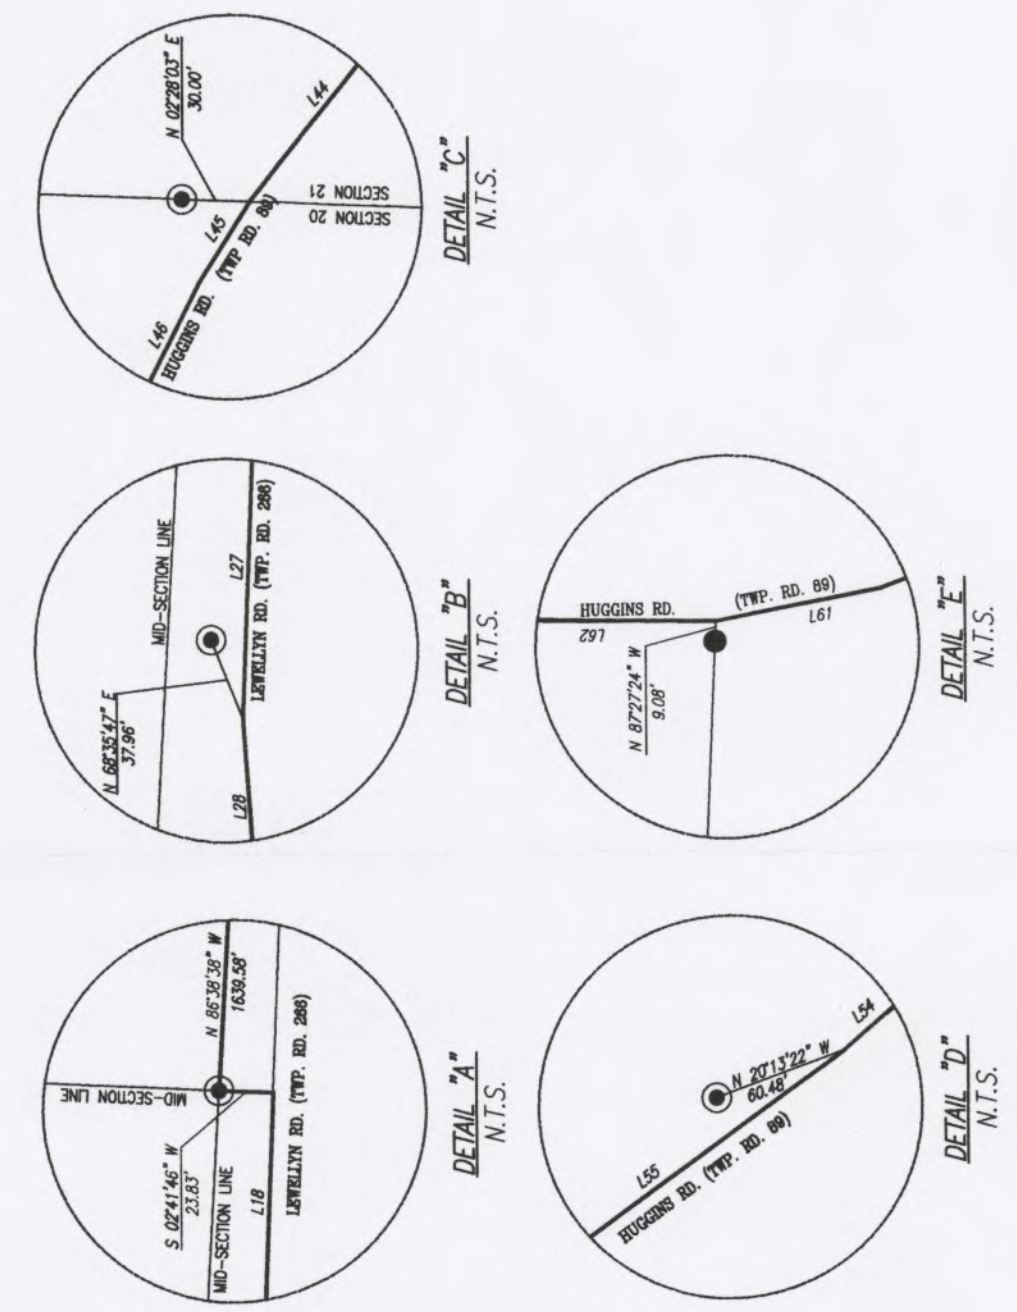 N 02°28'03" E
30.00'
L44
L45
L46
SECTION 21
SECTION 20
HUGGINS RD. (TWP RD. 89)
DETAIL "C"
N.T.S.
MID-SECTION LINE
N 68°35'47" E
37.96'
L27
L28
LEWELLYN RD. (TWP. RD. 266)
DETAIL "B"
N.T.S.
HUGGINS RD.
(TWP. RD. 89)
L62
L61
N 87°27'24" W
9.08'
DETAIL "E"
N.T.S.
MID-SECTION LINE
N 86°38'38" W
1639.58'
S 02°41'46" W
23.83'
MID-SECTION LINE
L18
LEWELLYN RD. (TWP. RD. 266)
DETAIL "A"
N.T.S.
N 20°13'22" W
60.48'
L54
L55
HUGGINS RD. (TWP. RD. 89)
DETAIL "D"
N.T.S.